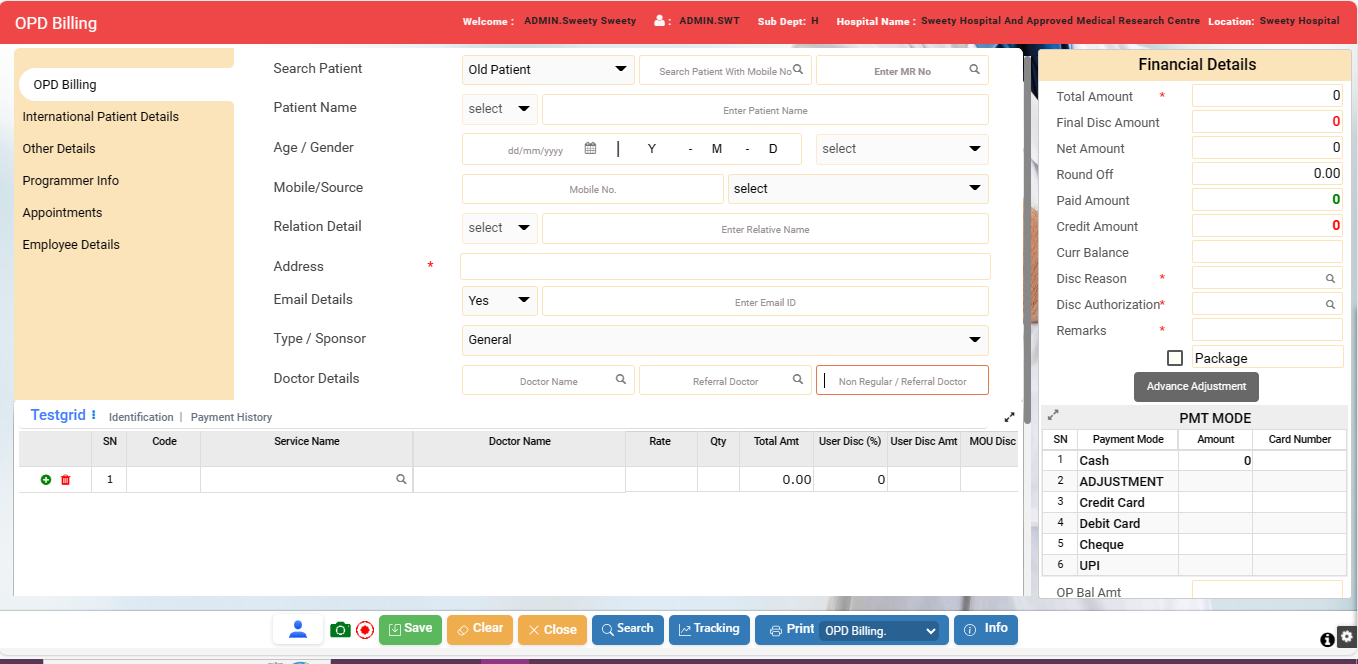 OPD Billing
Welcome : ADMIN.Sweety Sweety : ADMIN.SWT Sub Dept: H Hospital Name : Sweety Hospital And Approved Medical Research Centre Location: Sweety Hospital
OPD Billing
International Patient Details
Other Details
Programmer Info
Appointments
Employee Details
Search Patient Old Patient Search Patient With Mobile No Enter MR No
Patient Name select Enter Patient Name
Age / Gender dd/mm/yyyy | Y - M - D select
Mobile/Source Mobile No. select
Relation Detail select Enter Relative Name
Address *
Email Details Yes Enter Email ID
Type / Sponsor General
Doctor Details Doctor Name Referral Doctor Non Regular / Referral Doctor
Testgrid Identification | Payment History
SN Code Service Name Doctor Name Rate Qty Total Amt User Disc (%) User Disc Amt MOU Disc
1 0.00 0
Financial Details
Total Amount * 0
Final Disc Amount 0
Net Amount 0
Round Off 0.00
Paid Amount 0
Credit Amount 0
Curr Balance
Disc Reason *
Disc Authorization*
Remarks *
Package
Advance Adjustment
PMT MODE
SN Payment Mode Amount Card Number
1 Cash 0
2 ADJUSTMENT
3 Credit Card
4 Debit Card
5 Cheque
6 UPI
OP Bal Amt
Save Clear Close Search Tracking Print OPD Billing. Info